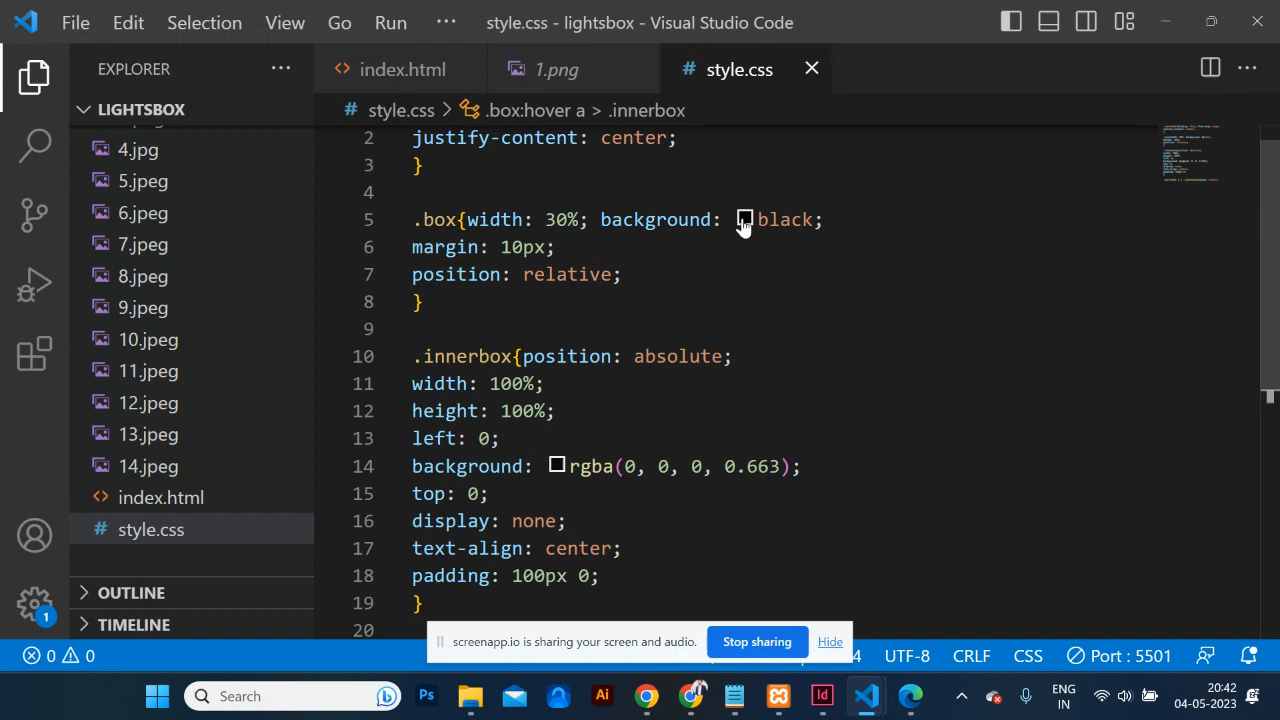 File Edit Selection View Go Run ··· style.css - lightsbox - Visual Studio Code
EXPLORER ···
index.html
1.png
# style.css
LIGHTSBOX
# style.css > .box:hover a > .innerbox
4.jpg
5.jpeg
6.jpeg
7.jpeg
8.jpeg
9.jpeg
10.jpeg
11.jpeg
12.jpeg
13.jpeg
14.jpeg
index.html
# style.css
OUTLINE
TIMELINE
2 justify-content: center;
3 }
4
5 .box{width: 30%; background: black;
6 margin: 10px;
7 position: relative;
8 }
9
10 .innerbox{position: absolute;
11 width: 100%;
12 height: 100%;
13 left: 0;
14 background: rgba(0, 0, 0, 0.663);
15 top: 0;
16 display: none;
17 text-align: center;
18 padding: 100px 0;
19 }
20
1
screenapp.io is sharing your screen and audio. Stop sharing Hide
0 0 4 UTF-8 CRLF CSS Port : 5501
Search
Ps
Ai
Id
ENG
IN
20:42
04-05-2023